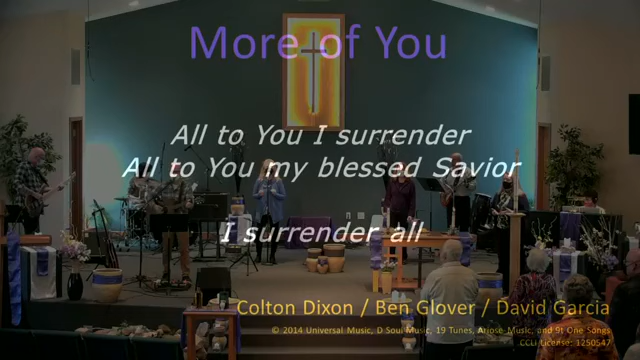 More of You
All to You I surrender
All to You my blessed Savior
I surrender all
Colton Dixon / Ben Glover / David Garcia
© 2014 Universal Music, D Soul Music, 19 Tunes, Ariose Music, and 9t One Songs
CCLI License: 1250547